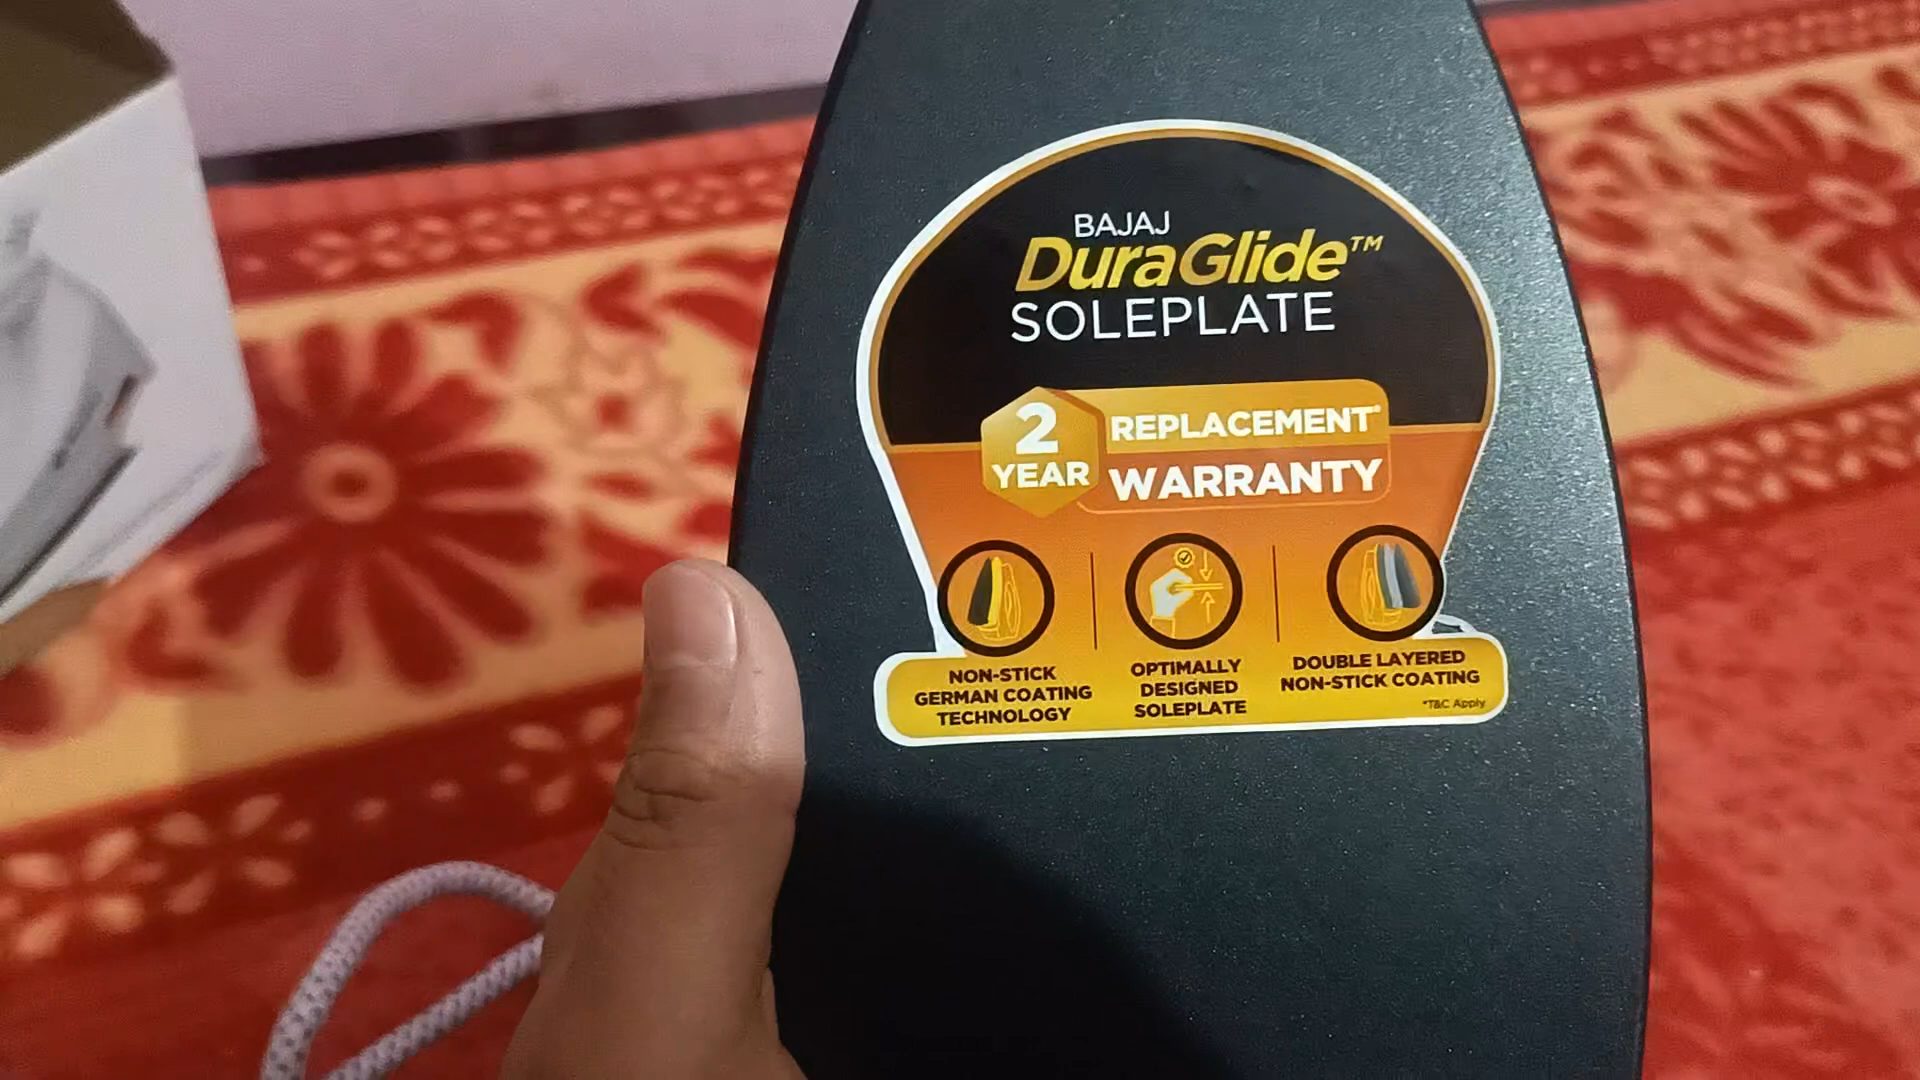 BAJAJ
DuraGlide™
SOLEPLATE
2
YEAR
REPLACEMENT*
WARRANTY
NON-STICK
GERMAN COATING
TECHNOLOGY
OPTIMALLY
DESIGNED
SOLEPLATE
DOUBLE LAYERED
NON-STICK COATING
*T&C Apply